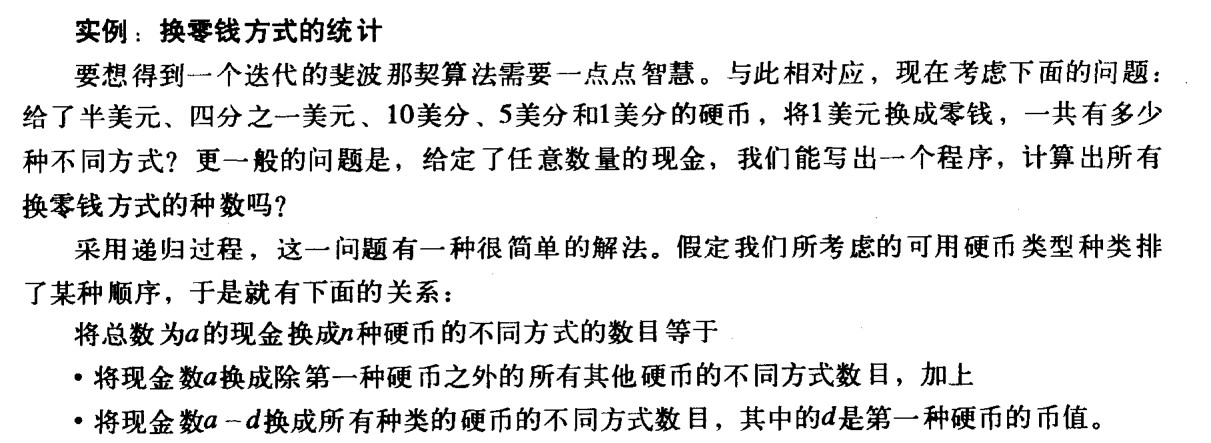 实例：换零钱方式的统计
要想得到一个迭代的斐波那契算法需要一点点智慧。与此相对应，现在考虑下面的问题：
给了半美元、四分之一美元、10美分、5美分和1美分的硬币，将1美元换成零钱，一共有多少
种不同方式？更一般的问题是，给定了任意数量的现金，我们能写出一个程序，计算出所有
换零钱方式的种数吗？
采用递归过程，这一问题有一种很简单的解法。假定我们所考虑的可用硬币类型种类排
了某种顺序，于是就有下面的关系：
将总数为a的现金换成n种硬币的不同方式的数目等于
• 将现金数a换成除第一种硬币之外的所有其他硬币的不同方式数目，加上
• 将现金数a－d换成所有种类的硬币的不同方式数目，其中的d是第一种硬币的币值。